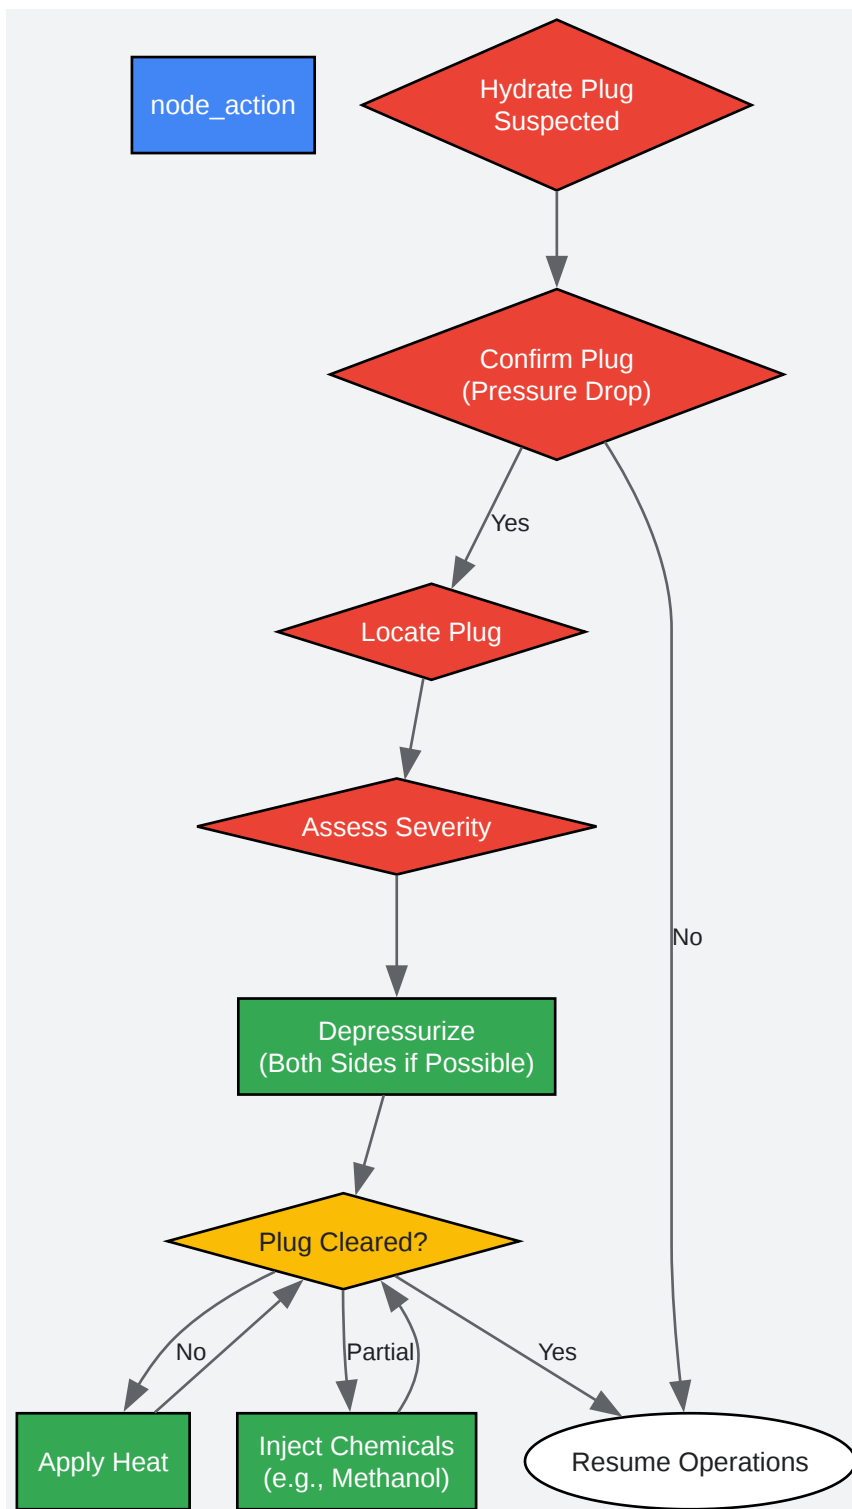 node_action
Hydrate Plug
Suspected
Confirm Plug
(Pressure Drop)
Yes
Locate Plug
Assess Severity
No
Depressurize
(Both Sides if Possible)
Plug Cleared?
No
Partial
Yes
Apply Heat
Inject Chemicals
(e.g., Methanol)
Resume Operations